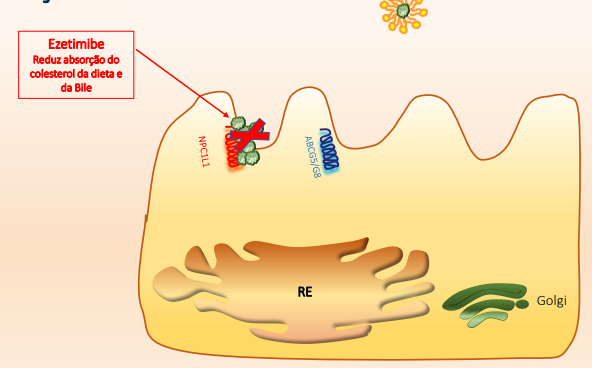 Ezetimibe
Reduz absorção do
colesterol da dieta e
da Bile
NPC1L1
ABCG5/G8
RE
Golgi